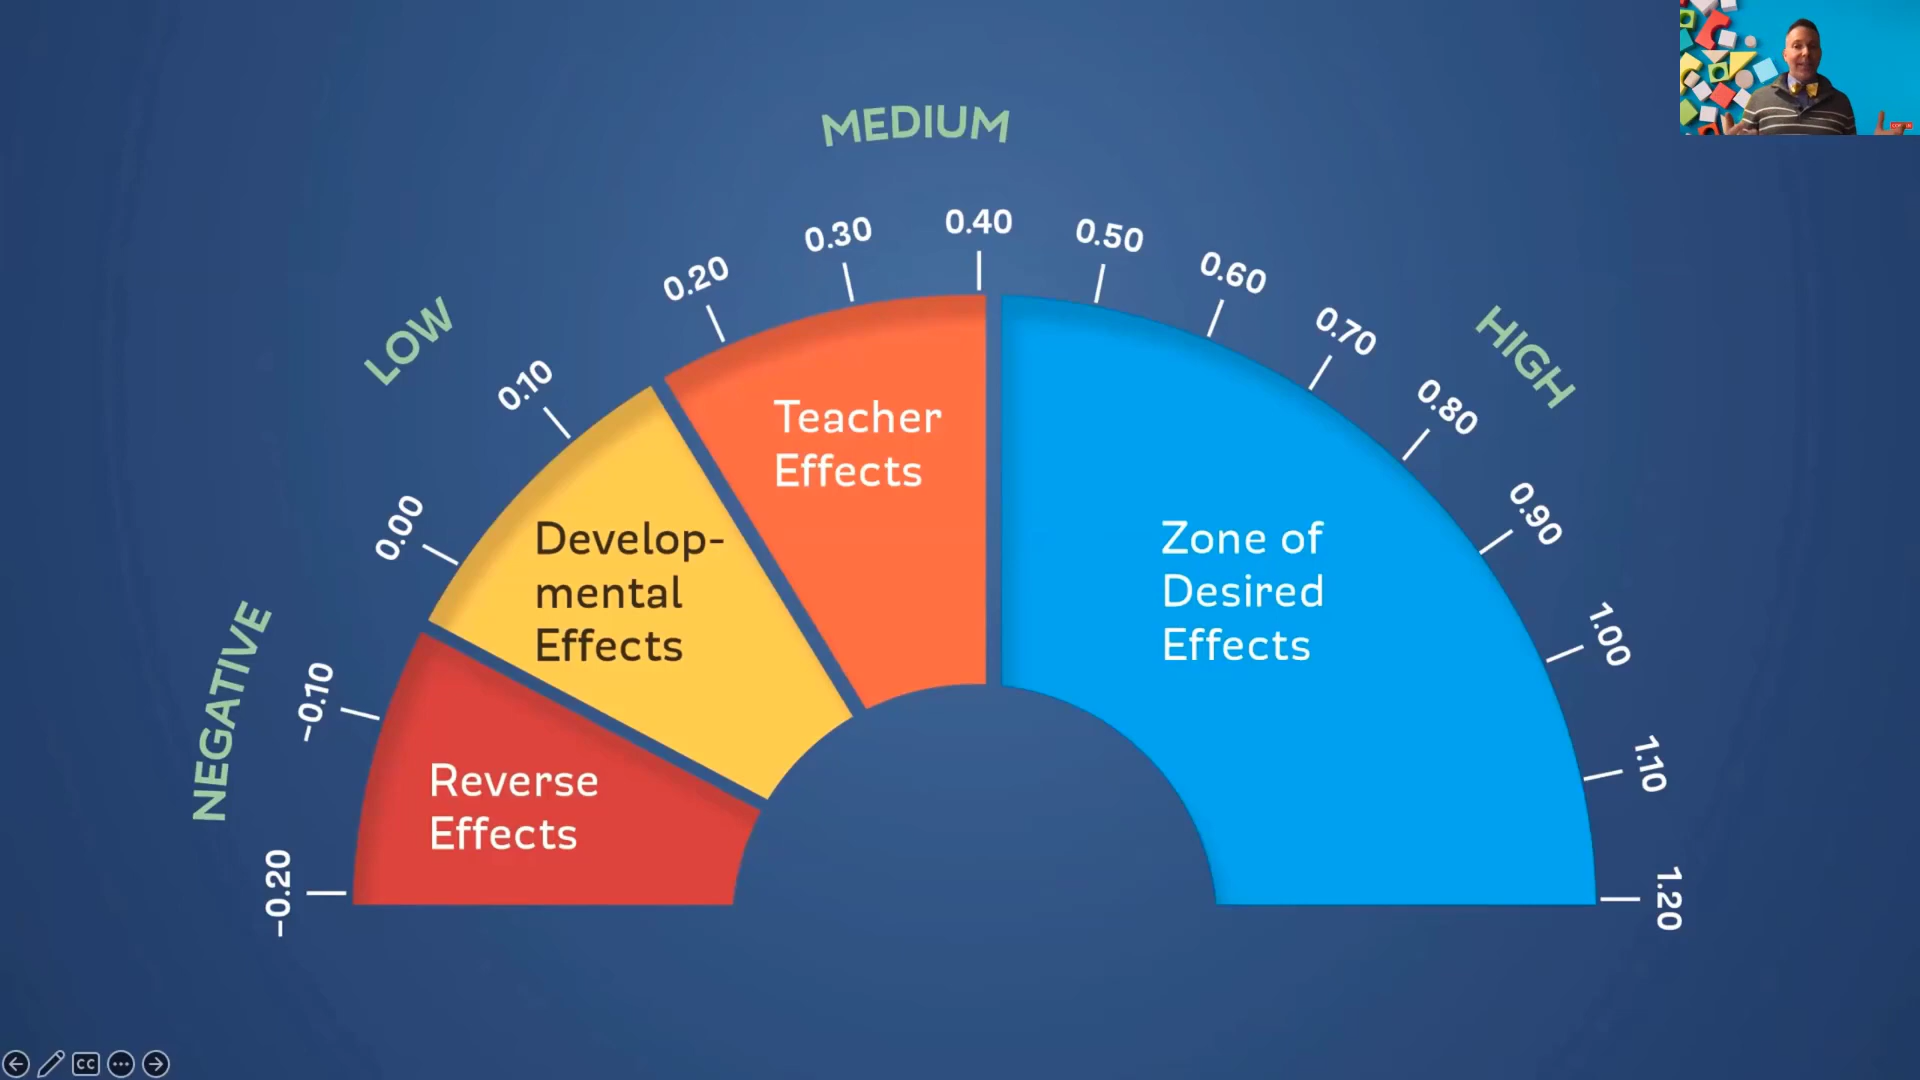 MEDIUM
LOW
HIGH
NEGATIVE
−0.20
−0.10
0.00
0.10
0.20
0.30
0.40
0.50
0.60
0.70
0.80
0.90
1.00
1.10
1.20
Reverse
Effects
Develop-
mental
Effects
Teacher
Effects
Zone of
Desired
Effects
CC